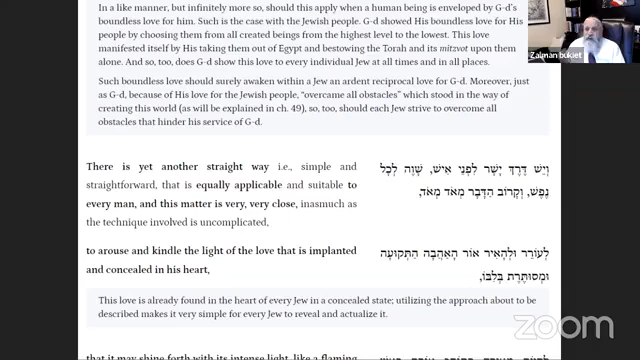 In a like manner, but infinitely more so, should this apply when a human being is enveloped by G-d's
boundless love for him. Such is the case with the Jewish people. G-d showed His boundless love for His
people by choosing them from all created beings from the highest level to the lowest. This love
manifested itself by His taking them out of Egypt and bestowing the Torah and its mitzvot upon them
alone. And so, too, does G-d show this love to every individual Jew at all times and in all places.
Such boundless love should surely awaken within a Jew an ardent reciprocal love for G-d. Moreover, just
as G-d, because of His love for the Jewish people, "overcame all obstacles" which stood in the way of
creating this world (as will be explained in ch. 49), so, too, should each Jew strive to overcome all
obstacles that hinder his service of G-d.
Zalman bukiet
There is yet another straight way i.e., simple and
straightforward, that is equally applicable and suitable to
every man, and this matter is very, very close, inasmuch as
the technique involved is uncomplicated,
וְיֵשׁ דֶּרֶךְ יָשָׁר לִפְנֵי אִישׁ, שָׁוֶה לְכָל
נֶפֶשׁ, וְקָרוֹב הַדָּבָר מְאֹד מְאֹד,
to arouse and kindle the light of the love that is implanted
and concealed in his heart,
לְעוֹרֵר וּלְהָאִיר אוֹר הָאַהֲבָה הַתְּקוּעָה
וּמְסוּתֶּרֶת בְּלִבּוֹ,
This love is already found in the heart of every Jew in a concealed state; utilizing the approach about to be
described makes it very simple for every Jew to reveal and actualize it.
that it may shine forth with its intense light, like a flaming
zoom